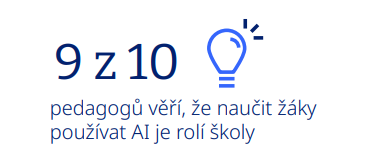 9 z 10
pedagogů věří, že naučit žáky
používat AI je rolí školy